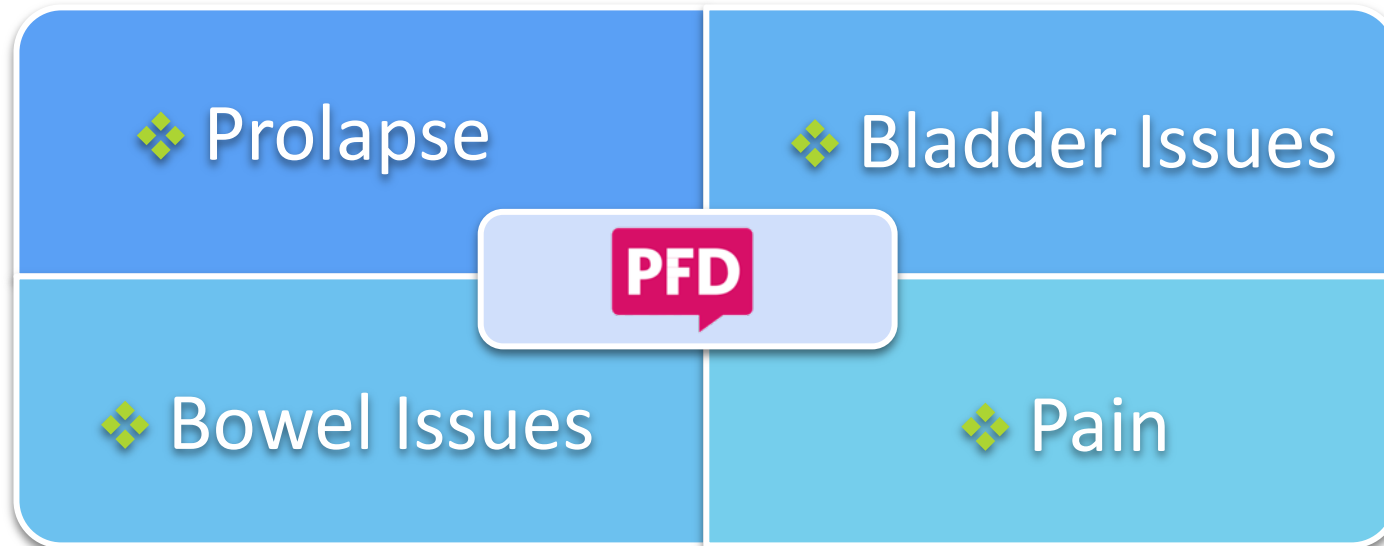 Prolapse
Bladder Issues
PFD
Bowel Issues
Pain